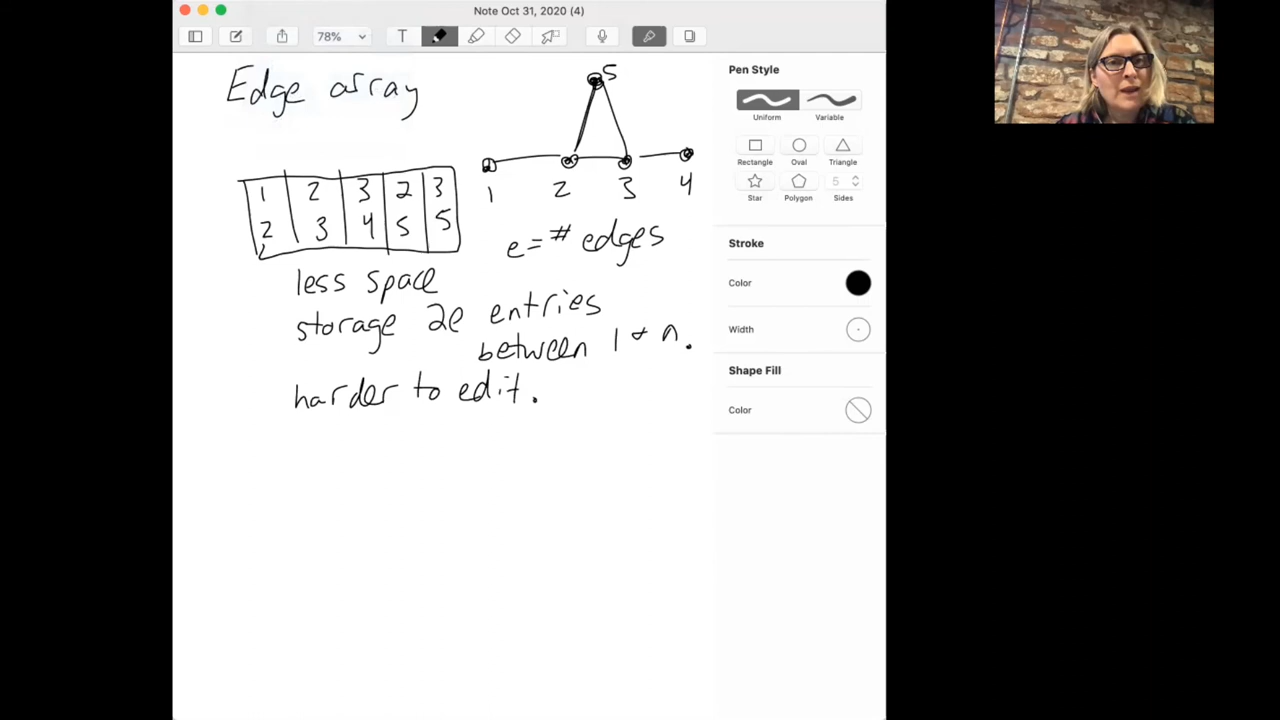 Note Oct 31, 2020 (4)
78%
T
Edge array
5
1 2 3 4
1 2 3 2 3
2 3 4 5 5
e = # edges
less space
storage 2e entries
between 1 & n.
harder to edit.
Pen Style
Uniform Variable
Rectangle Oval Triangle
5
Star Polygon Sides
Stroke
Color
Width
Shape Fill
Color